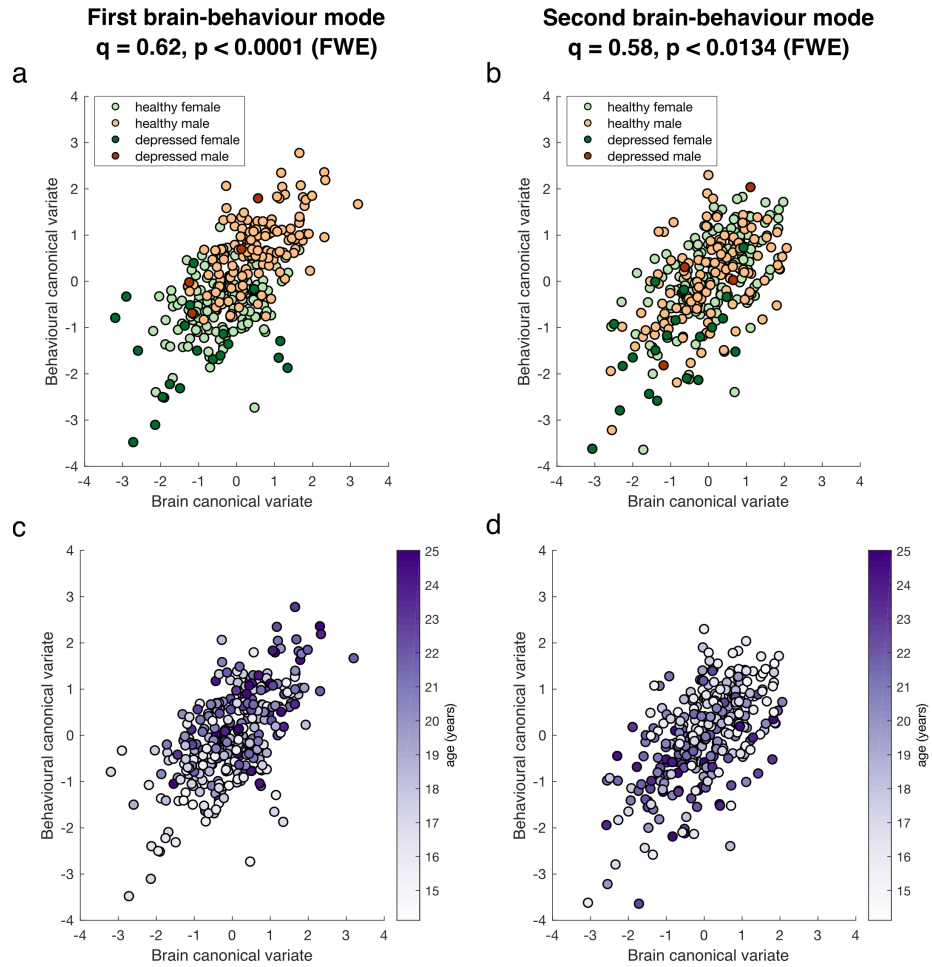 First brain-behaviour mode
q = 0.62, p < 0.0001 (FWE)
Second brain-behaviour mode
q = 0.58, p < 0.0134 (FWE)
a
4
3
2
1
0
-1
-2
-3
-4
Behavioural canonical variate
healthy female
healthy male
depressed female
depressed male
-4 -3 -2 -1 0 1 2 3 4
Brain canonical variate
b
4
3
2
1
0
-1
-2
-3
-4
Behavioural canonical variate
healthy female
healthy male
depressed female
depressed male
-4 -3 -2 -1 0 1 2 3 4
Brain canonical variate
c
4
3
2
1
0
-1
-2
-3
-4
Behavioural canonical variate
-4 -3 -2 -1 0 1 2 3 4
Brain canonical variate
25
24
23
22
21
20
19
18
17
16
15
age (years)
d
4
3
2
1
0
-1
-2
-3
-4
Behavioural canonical variate
-4 -3 -2 -1 0 1 2 3 4
Brain canonical variate
25
24
23
22
21
20
19
18
17
16
15
age (years)